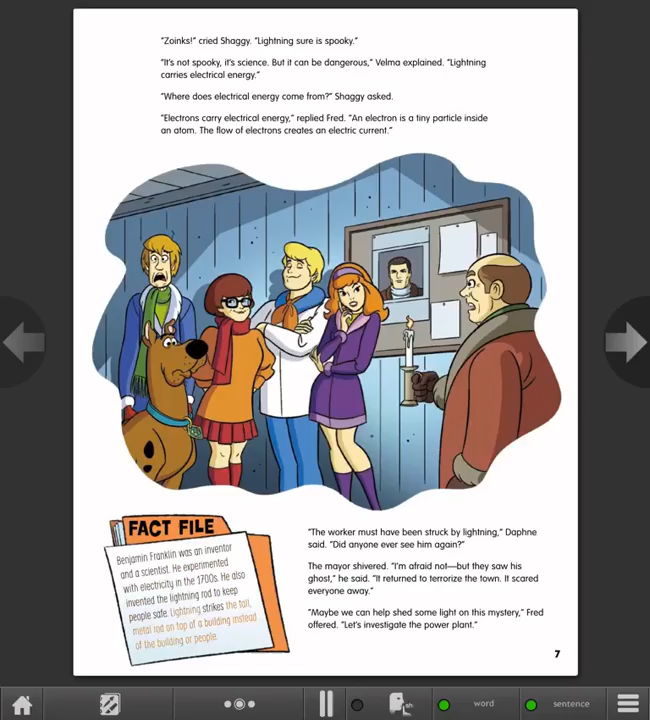 "Zoinks!" cried Shaggy. "Lightning sure is spooky."
"It's not spooky, it's science. But it can be dangerous," Velma explained. "Lightning
carries electrical energy."
"Where does electrical energy come from?" Shaggy asked.
"Electrons carry electrical energy," replied Fred. "An electron is a tiny particle inside
an atom. The flow of electrons creates an electric current."
FACT FILE
Benjamin Franklin was an inventor
and a scientist. He experimented
with electricity in the 1700s. He also
invented the lightning rod to keep
people safe. Lightning strikes the tall,
metal rod on top of a building instead
of the building or people.
"The worker must have been struck by lightning," Daphne
said. "Did anyone ever see him again?"
The mayor shivered. "I'm afraid not—but they saw his
ghost," he said. "It returned to terrorize the town. It scared
everyone away."
"Maybe we can help shed some light on this mystery," Fred
offered. "Let's investigate the power plant."
7
ah
word
sentence